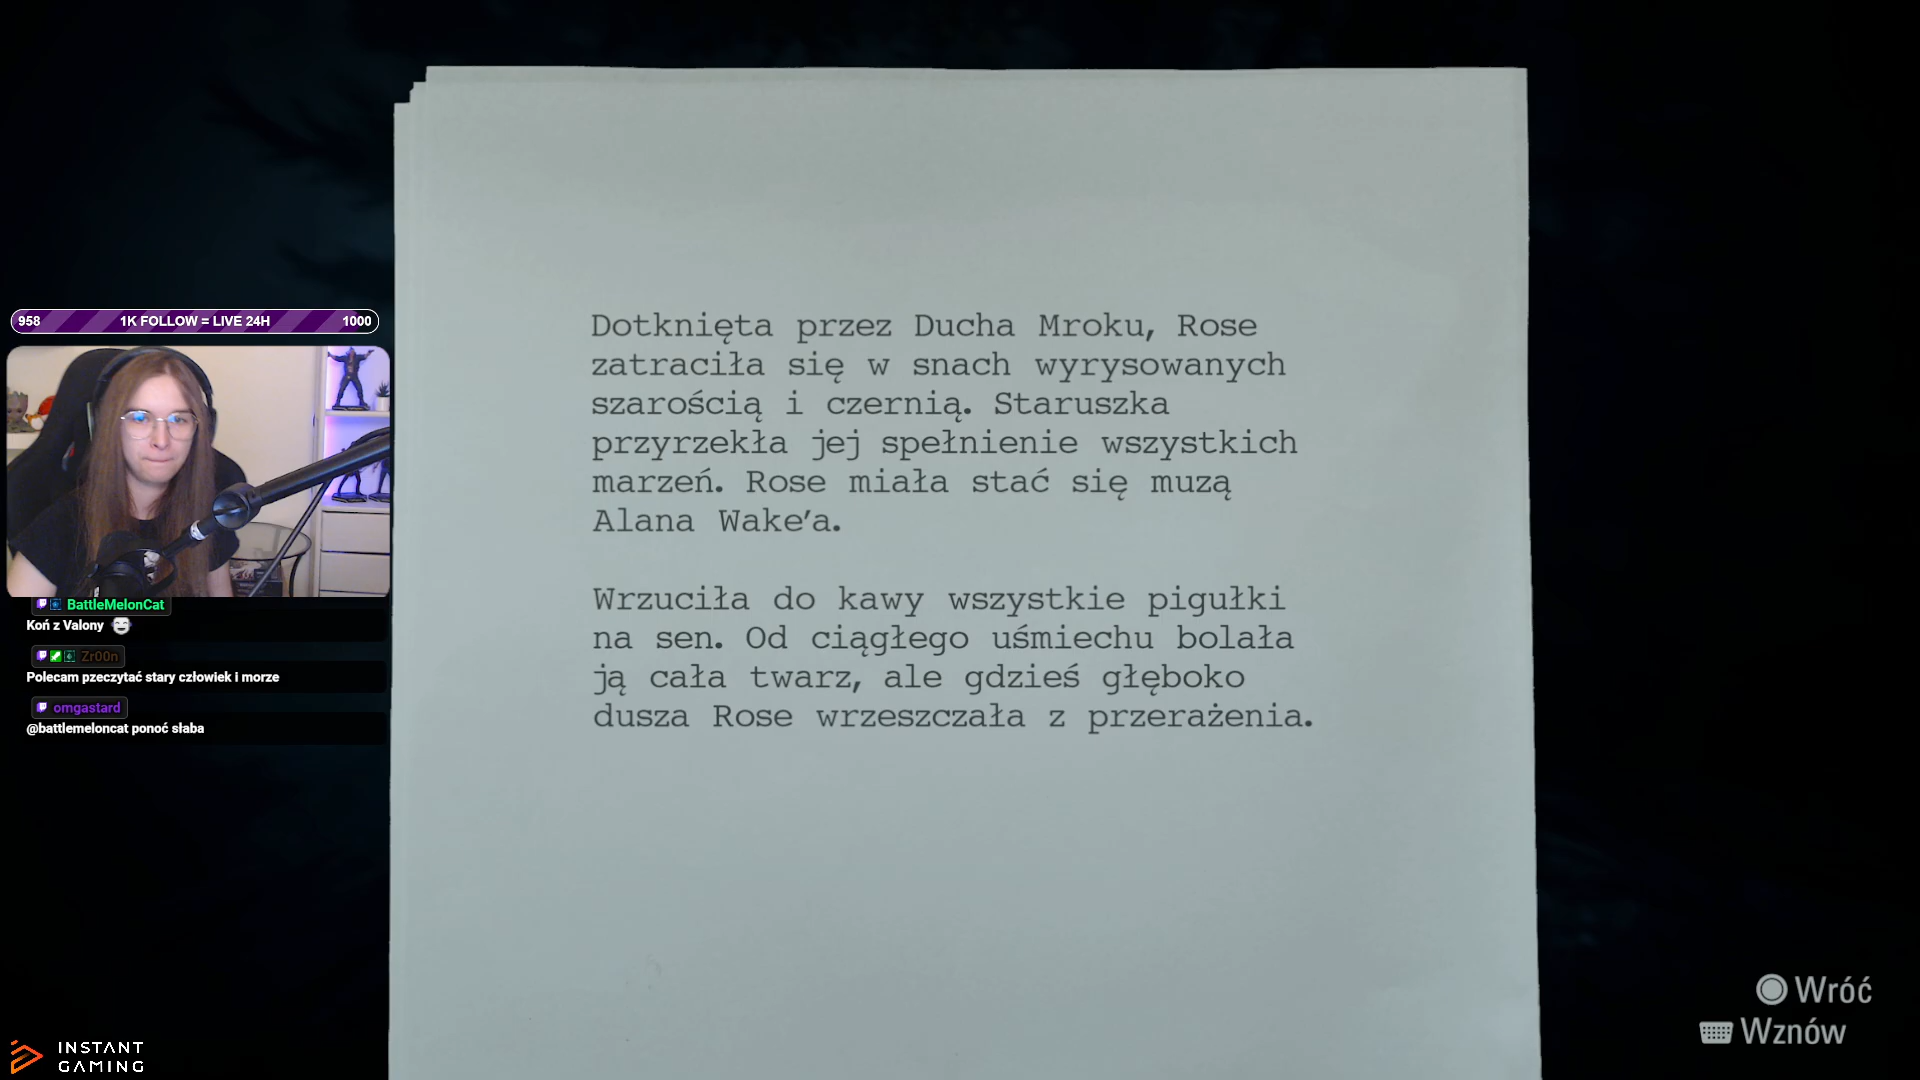 Dotknięta przez Ducha Mroku, Rose
zatraciła się w snach wyrysowanych
szarością i czernią. Staruszka
przyrzekła jej spełnienie wszystkich
marzeń. Rose miała stać się muzą
Alana Wake’a.
Wrzuciła do kawy wszystkie pigułki
na sen. Od ciągłego uśmiechu bolała
ją cała twarz, ale gdzieś głęboko
dusza Rose wrzeszczała z przerażenia.
958 1K FOLLOW = LIVE 24H 1000
BattleMelonCat
Koń z Valony
Zr00n
Polecam pzeczytać stary człowiek i morze
omgastard
@battlemeloncat ponoć słaba
INSTANT
GAMING
Wróć
Wznów